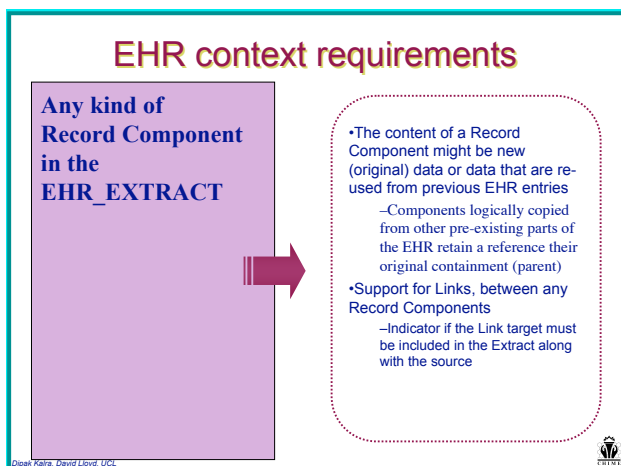 EHR context requirements
Any kind of
Record Component
in the
EHR_EXTRACT
•The content of a Record
Component might be new
(original) data or data that are re-
used from previous EHR entries
–Components logically copied
from other pre-existing parts of
the EHR retain a reference their
original containment (parent)
•Support for Links, between any
Record Components
–Indicator if the Link target must
be included in the Extract along
with the source
Dipak Kalra, David Lloyd, UCL
CHIME